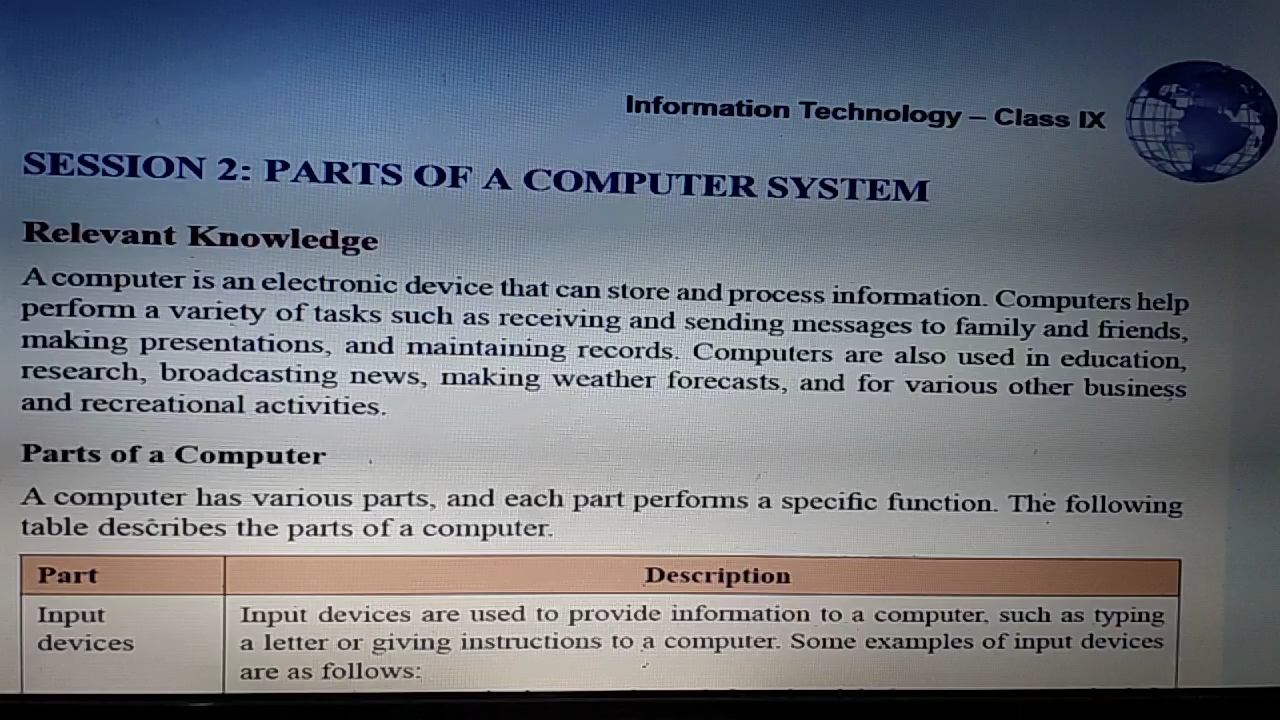 Information Technology – Class IX
SESSION 2: PARTS OF A COMPUTER SYSTEM
Relevant Knowledge
A computer is an electronic device that can store and process information. Computers help
perform a variety of tasks such as receiving and sending messages to family and friends,
making presentations, and maintaining records. Computers are also used in education,
research, broadcasting news, making weather forecasts, and for various other business
and recreational activities.
Parts of a Computer
A computer has various parts, and each part performs a specific function. The following
table describes the parts of a computer.
Part Description
Input Input devices are used to provide information to a computer, such as typing
devices a letter or giving instructions to a computer. Some examples of input devices
are as follows: